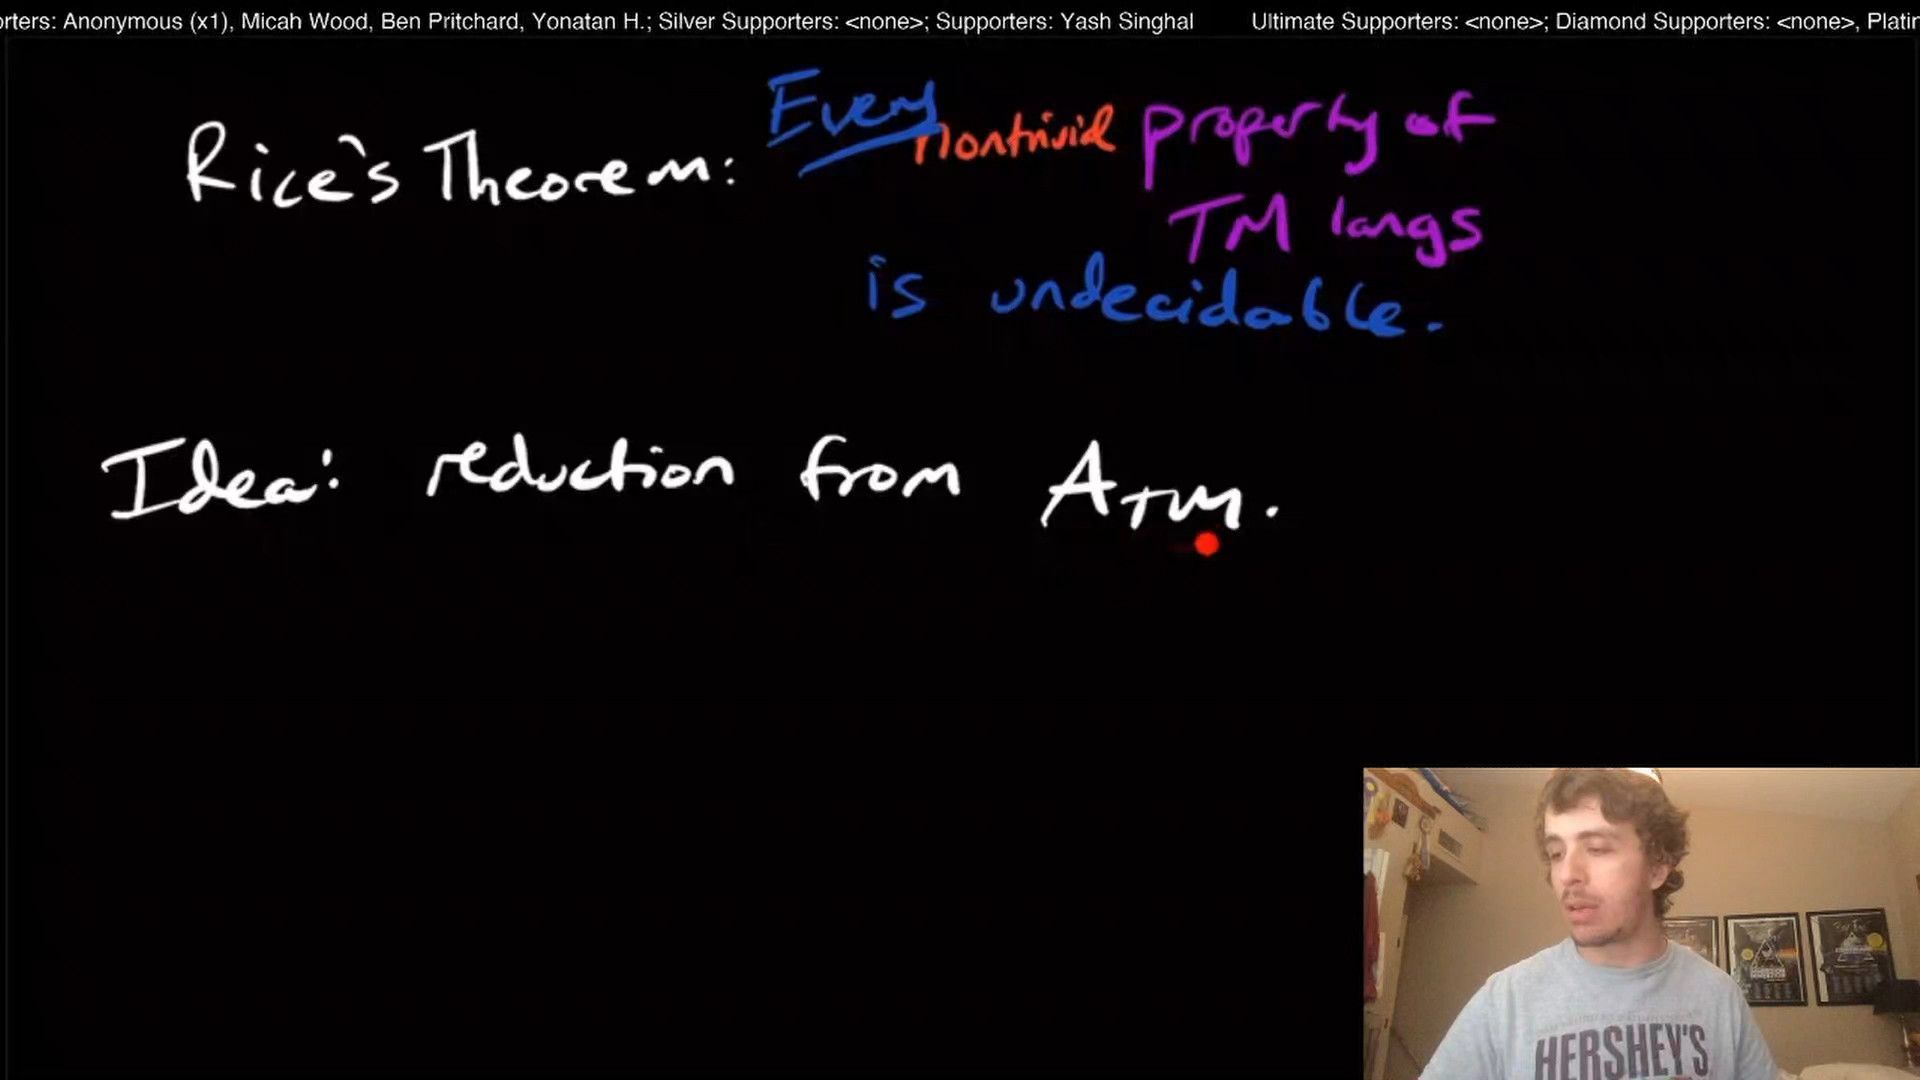 orters: Anonymous (x1), Micah Wood, Ben Pritchard, Yonatan H.; Silver Supporters: <none>; Supporters: Yash Singhal Ultimate Supporters: <none>; Diamond Supporters: <none>, Platin
Rice's Theorem: Every nontrivial property of
TM langs
is undecidable.
Idea: reduction from ATM.
HERSHEY'S